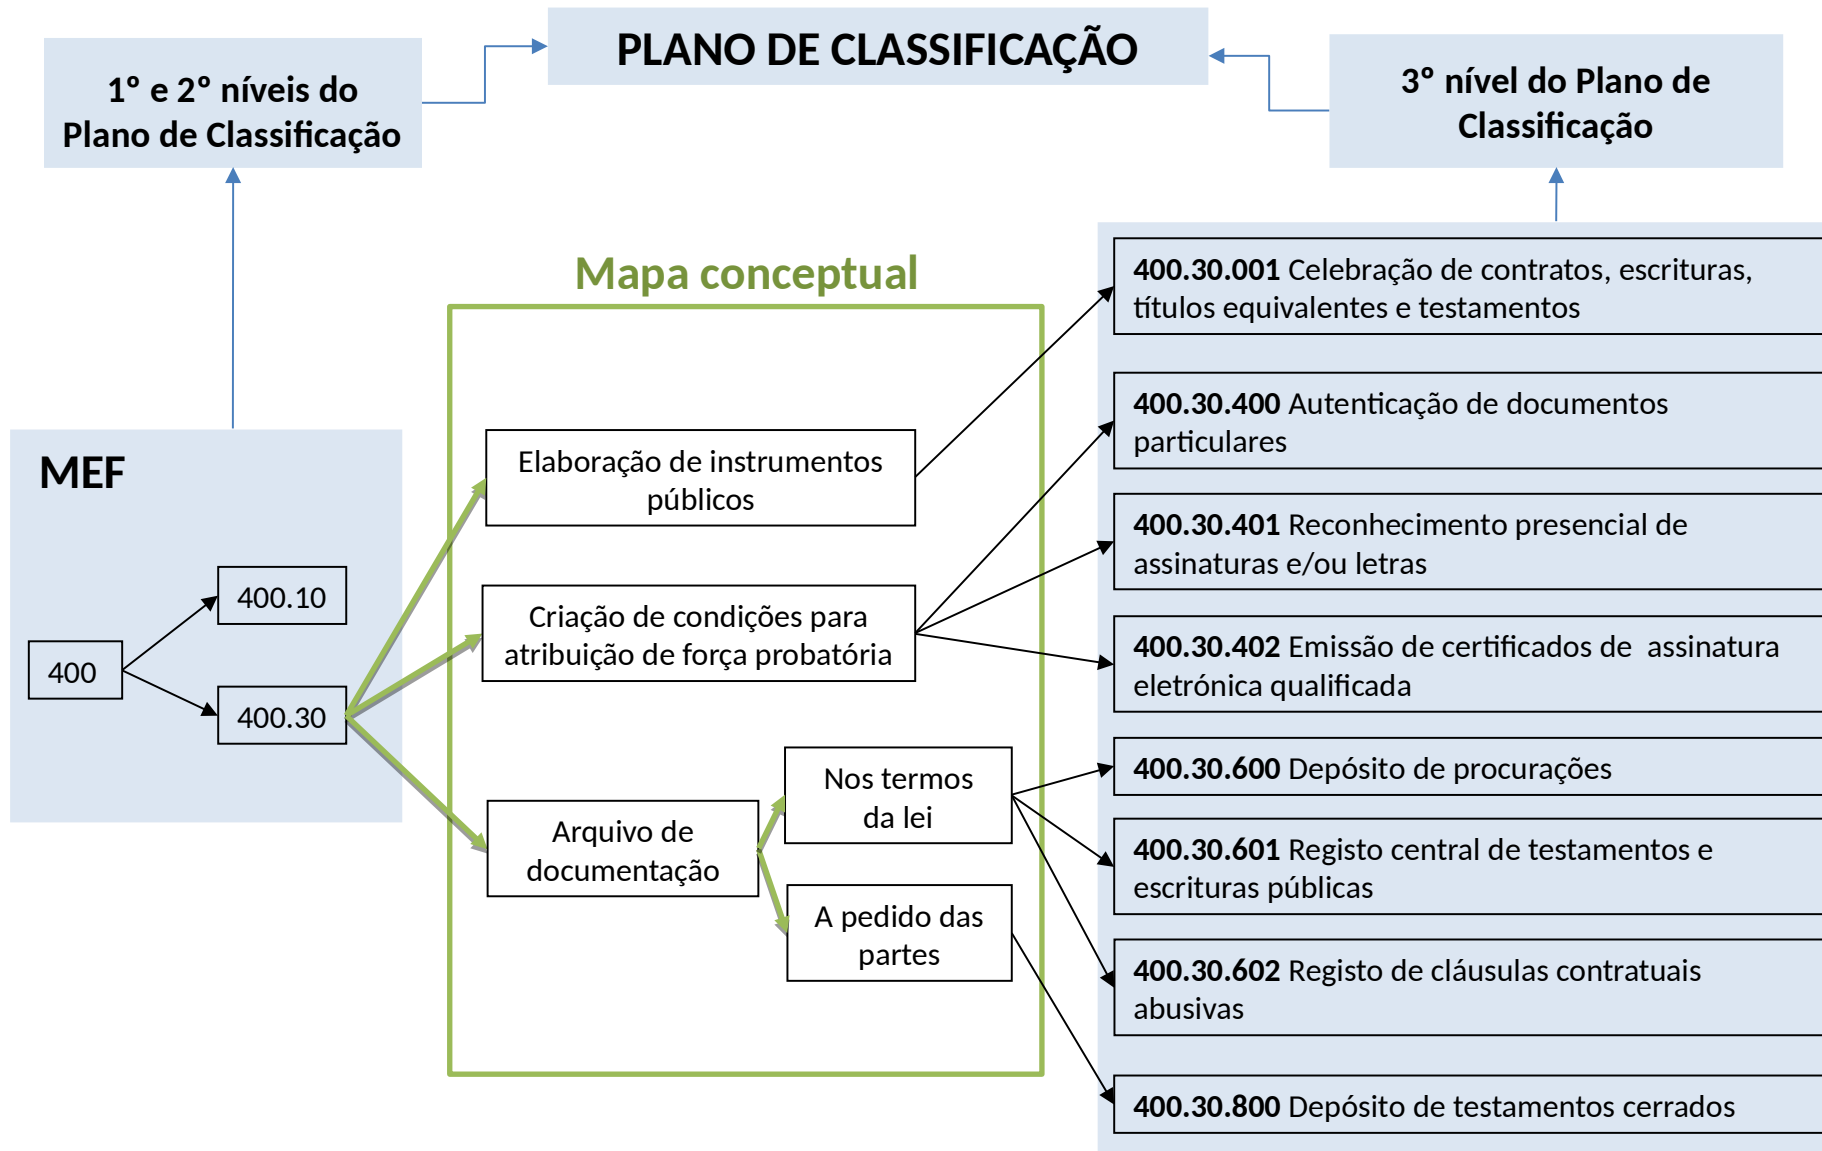 PLANO DE CLASSIFICAÇÃO
1º e 2º níveis do
Plano de Classificação
3º nível do Plano de
Classificação
Mapa conceptual
MEF
400
400.10
400.30
Elaboração de instrumentos
públicos
Criação de condições para
atribuição de força probatória
Arquivo de
documentação
Nos termos
da lei
A pedido das
partes
400.30.001 Celebração de contratos, escrituras,
títulos equivalentes e testamentos
400.30.400 Autenticação de documentos
particulares
400.30.401 Reconhecimento presencial de
assinaturas e/ou letras
400.30.402 Emissão de certificados de  assinatura
eletrónica qualificada
400.30.600 Depósito de procurações
400.30.601 Registo central de testamentos e
escrituras públicas
400.30.602 Registo de cláusulas contratuais
abusivas
400.30.800 Depósito de testamentos cerrados